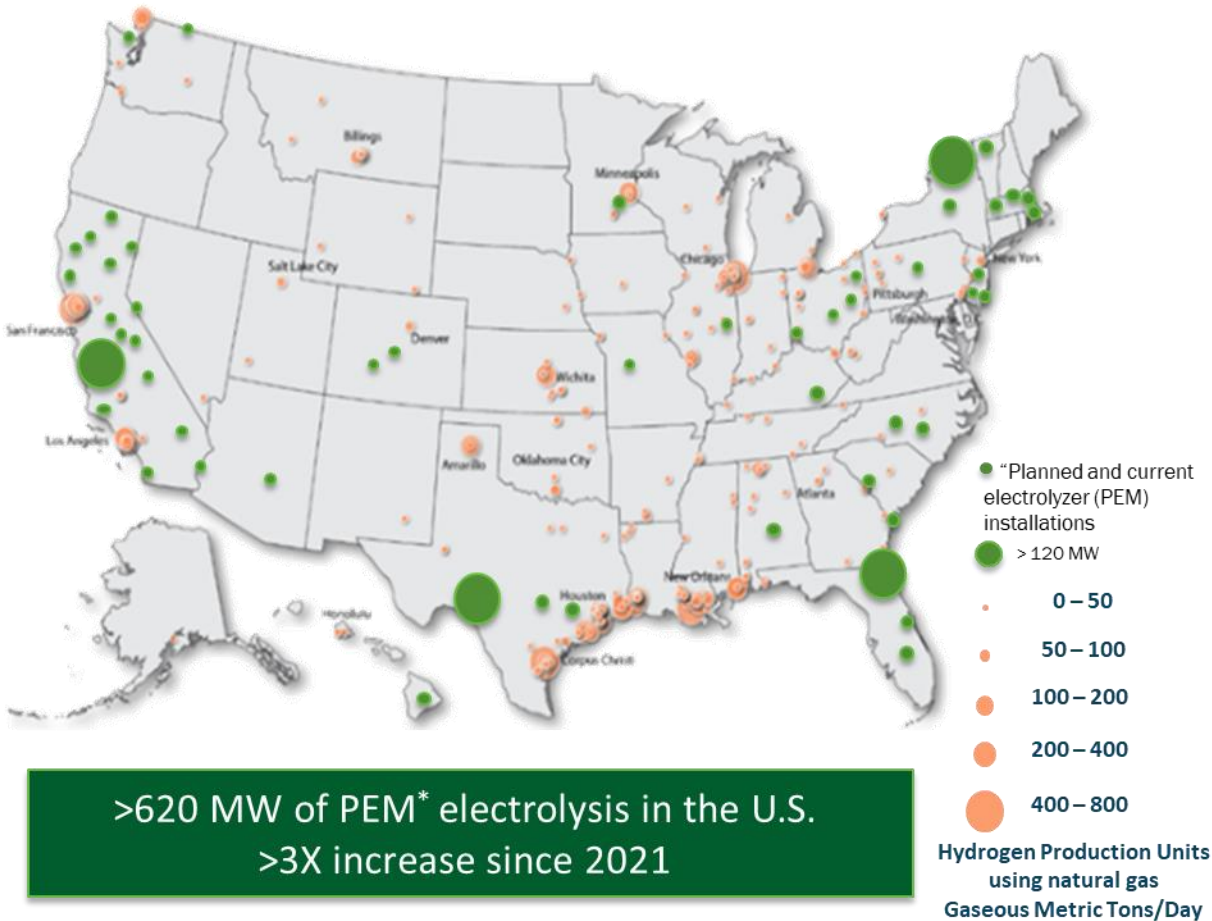 Billings
Minneapolis
Salt Lake City
Chicago
New York
San Francisco
Denver
Pittsburgh
Washington, D.C.
Wichita
Los Angeles
Amarillo
Oklahoma City
Atlanta
New Orleans
Houston
Honolulu
Corpus Christi
“Planned and current
electrolyzer (PEM)
installations
> 120 MW
0 – 50
50 – 100
100 – 200
200 – 400
400 – 800
Hydrogen Production Units
using natural gas
Gaseous Metric Tons/Day
>620 MW of PEM* electrolysis in the U.S.
>3X increase since 2021